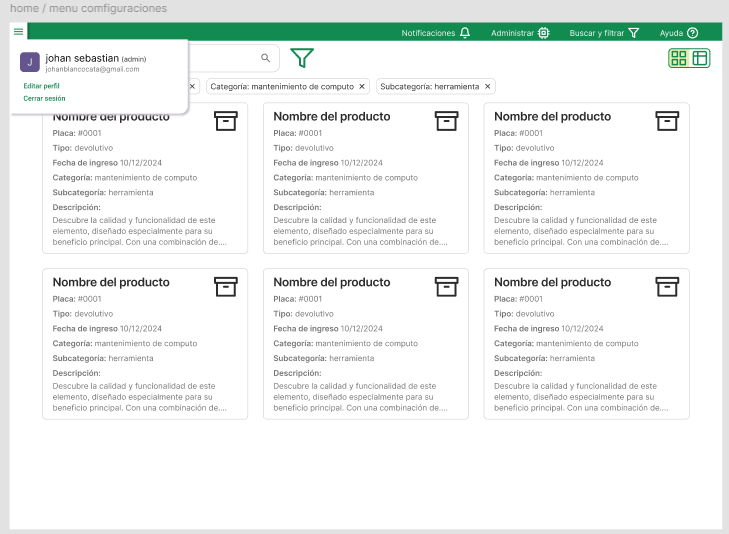 home / menu comfiguraciones
Notificaciones Administrar Buscar y filtrar Ayuda
J johan sebastian (admin)
johanblancocasta@gmail.com
Editar perfil
Cerrar sesión
× Categoría: mantenimiento de computo × Subcategoría: herramienta ×
Nombre del producto Nombre del producto Nombre del producto
Placa: #0001 Placa: #0001 Placa: #0001
Tipo: devolutivo Tipo: devolutivo Tipo: devolutivo
Fecha de ingreso 10/12/2024 Fecha de ingreso 10/12/2024 Fecha de ingreso 10/12/2024
Categoría: mantenimiento de computo Categoría: mantenimiento de computo Categoría: mantenimiento de computo
Subcategoría: herramienta Subcategoría: herramienta Subcategoría: herramienta
Descripción: Descripción: Descripción:
Descubre la calidad y funcionalidad de este Descubre la calidad y funcionalidad de este Descubre la calidad y funcionalidad de este
elemento, diseñado especialmente para su elemento, diseñado especialmente para su elemento, diseñado especialmente para su
beneficio principal. Con una combinación de.... beneficio principal. Con una combinación de.... beneficio principal. Con una combinación de....
Nombre del producto Nombre del producto Nombre del producto
Placa: #0001 Placa: #0001 Placa: #0001
Tipo: devolutivo Tipo: devolutivo Tipo: devolutivo
Fecha de ingreso 10/12/2024 Fecha de ingreso 10/12/2024 Fecha de ingreso 10/12/2024
Categoría: mantenimiento de computo Categoría: mantenimiento de computo Categoría: mantenimiento de computo
Subcategoría: herramienta Subcategoría: herramienta Subcategoría: herramienta
Descripción: Descripción: Descripción:
Descubre la calidad y funcionalidad de este Descubre la calidad y funcionalidad de este Descubre la calidad y funcionalidad de este
elemento, diseñado especialmente para su elemento, diseñado especialmente para su elemento, diseñado especialmente para su
beneficio principal. Con una combinación de.... beneficio principal. Con una combinación de.... beneficio principal. Con una combinación de....